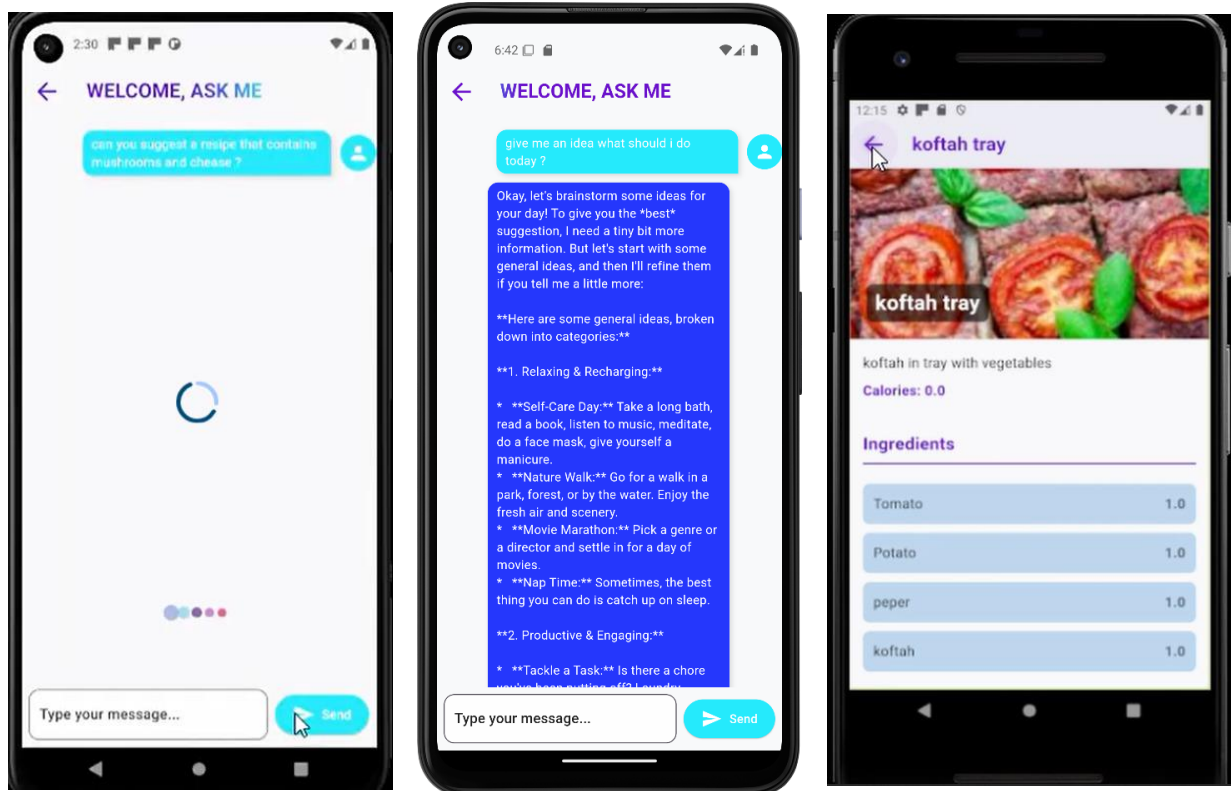 2:30
WELCOME, ASK ME
can you suggest a resipe that contains
mushrooms and chease ?
Type your message...
Send
6:42
WELCOME, ASK ME
give me an idea what should i do
today ?
Okay, let's brainstorm some ideas for
your day! To give you the *best*
suggestion, I need a tiny bit more
information. But let's start with some
general ideas, and then I'll refine them
if you tell me a little more:
**Here are some general ideas, broken
down into categories:**
**1. Relaxing & Recharging:**
* **Self-Care Day:** Take a long bath,
read a book, listen to music, meditate,
do a face mask, give yourself a
manicure.
* **Nature Walk:** Go for a walk in a
park, forest, or by the water. Enjoy the
fresh air and scenery.
* **Movie Marathon:** Pick a genre or
a director and settle in for a day of
movies.
* **Nap Time:** Sometimes, the best
thing you can do is catch up on sleep.
**2. Productive & Engaging:**
* **Tackle a Task:** Is there a chore
you've been putting off? Laundry,
Type your message...
Send
12:15
koftah tray
koftah tray
koftah in tray with vegetables
Calories: 0.0
Ingredients
Tomato 1.0
Potato 1.0
peper 1.0
koftah 1.0